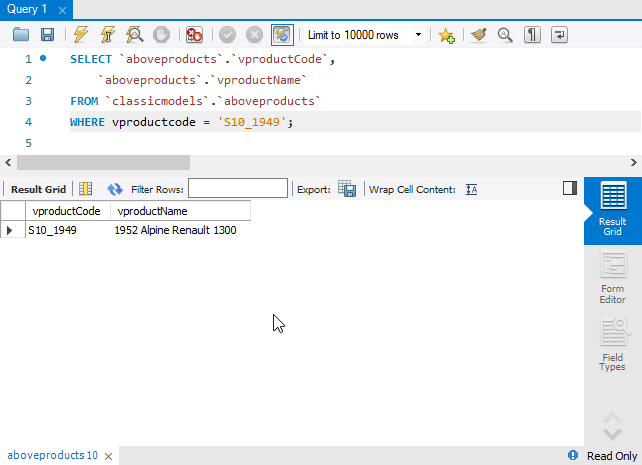 Query 1
Limit to 10000 rows
1 SELECT `aboveproducts`.`vproductCode`,
2 `aboveproducts`.`vproductName`
3 FROM `classicmodels`.`aboveproducts`
4 WHERE vproductcode = 'S10_1949';
5
Result Grid Filter Rows: Export: Wrap Cell Content:
vproductCode vproductName
S10_1949 1952 Alpine Renault 1300
Result
Grid
Form
Editor
Field
Types
aboveproducts 10 Read Only